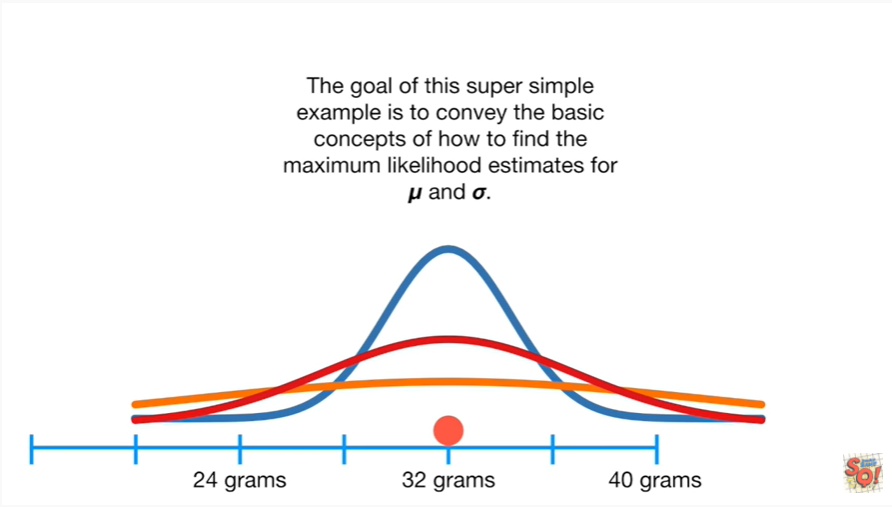 The goal of this super simple
example is to convey the basic
concepts of how to find the
maximum likelihood estimates for
μ and σ.
24 grams
32 grams
40 grams
SQ!